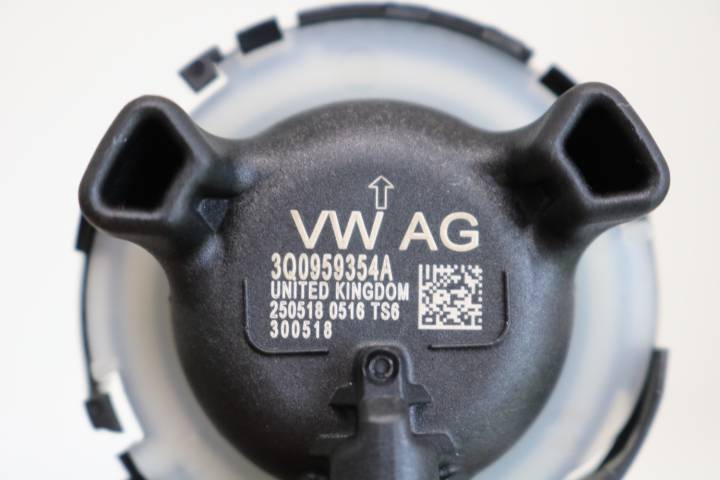 VW AG
3Q0959354A
UNITED KINGDOM
250518 0516 TS6
300518